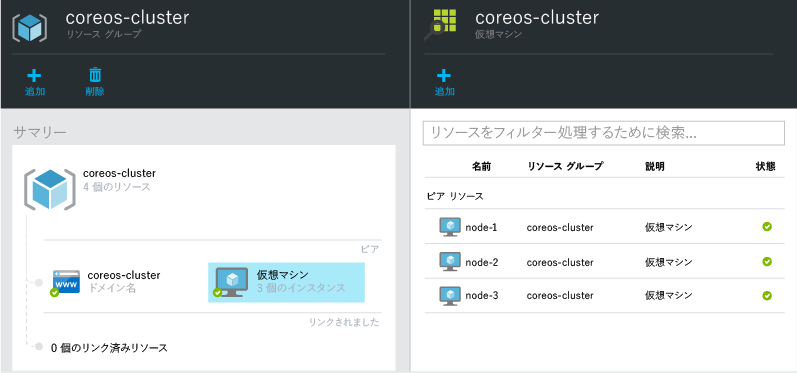 coreos-cluster
リソース グループ
追加
削除
サマリー
coreos-cluster
4 個のリソース
ピア
coreos-cluster
ドメイン名
www
仮想マシン
3 個のインスタンス
リンクされました
0 個のリンク済みリソース
coreos-cluster
仮想マシン
追加
リソースをフィルター処理するために検索...
名前 リソース グループ 説明 状態
ピア リソース
node-1 coreos-cluster 仮想マシン
node-2 coreos-cluster 仮想マシン
node-3 coreos-cluster 仮想マシン